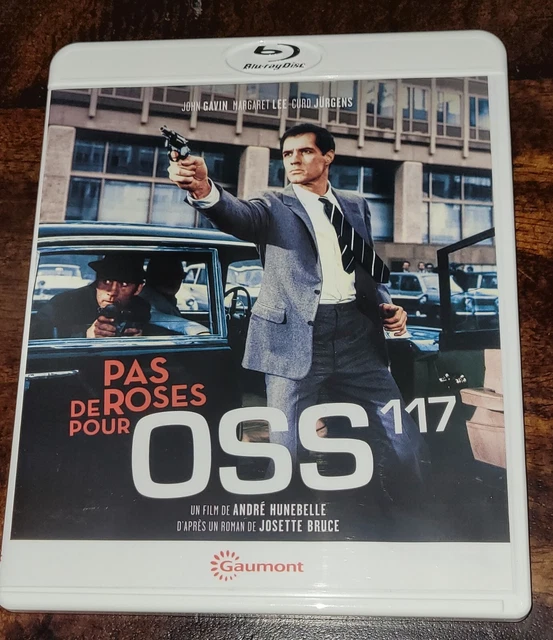 Blu-ray Disc
JOHN GAVIN MARGARET LEE CURD JÜRGENS
PAS
DE ROSES
POUR
OSS 117
UN FILM DE ANDRÉ HUNEBELLE
D'APRÈS UN ROMAN DE JOSETTE BRUCE
Gaumont